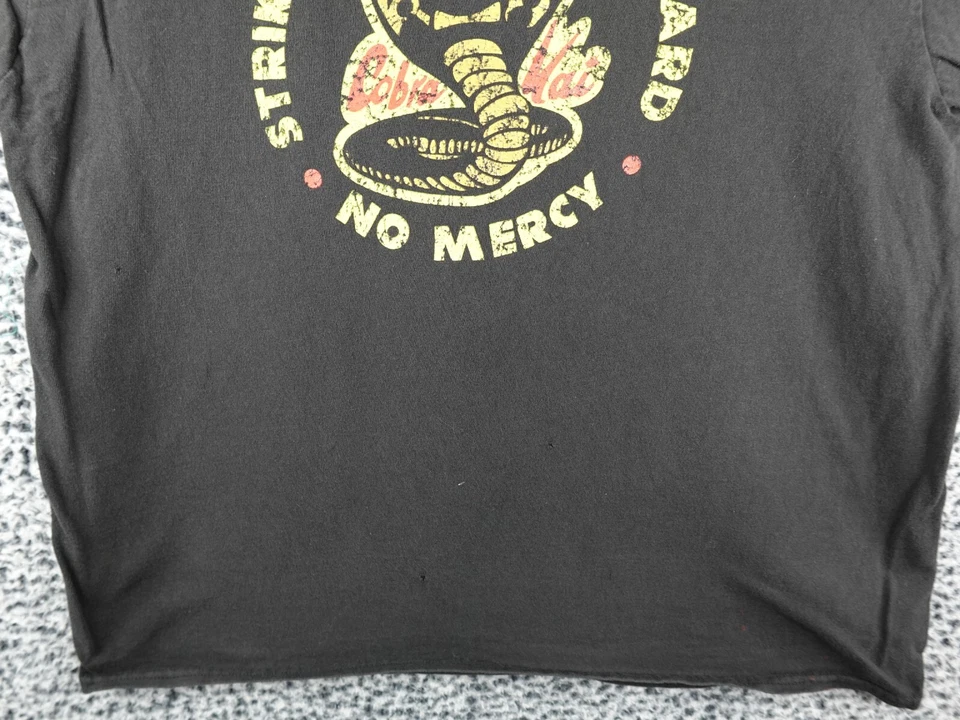 STRIK
ARD
Cobra Kai
NO MERCY